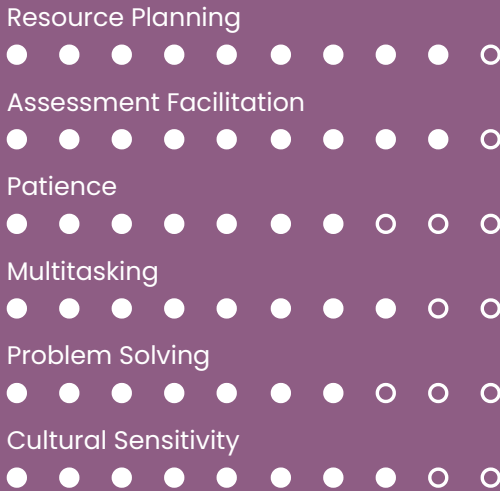 Resource Planning
Assessment Facilitation
Patience
Multitasking
Problem Solving
Cultural Sensitivity